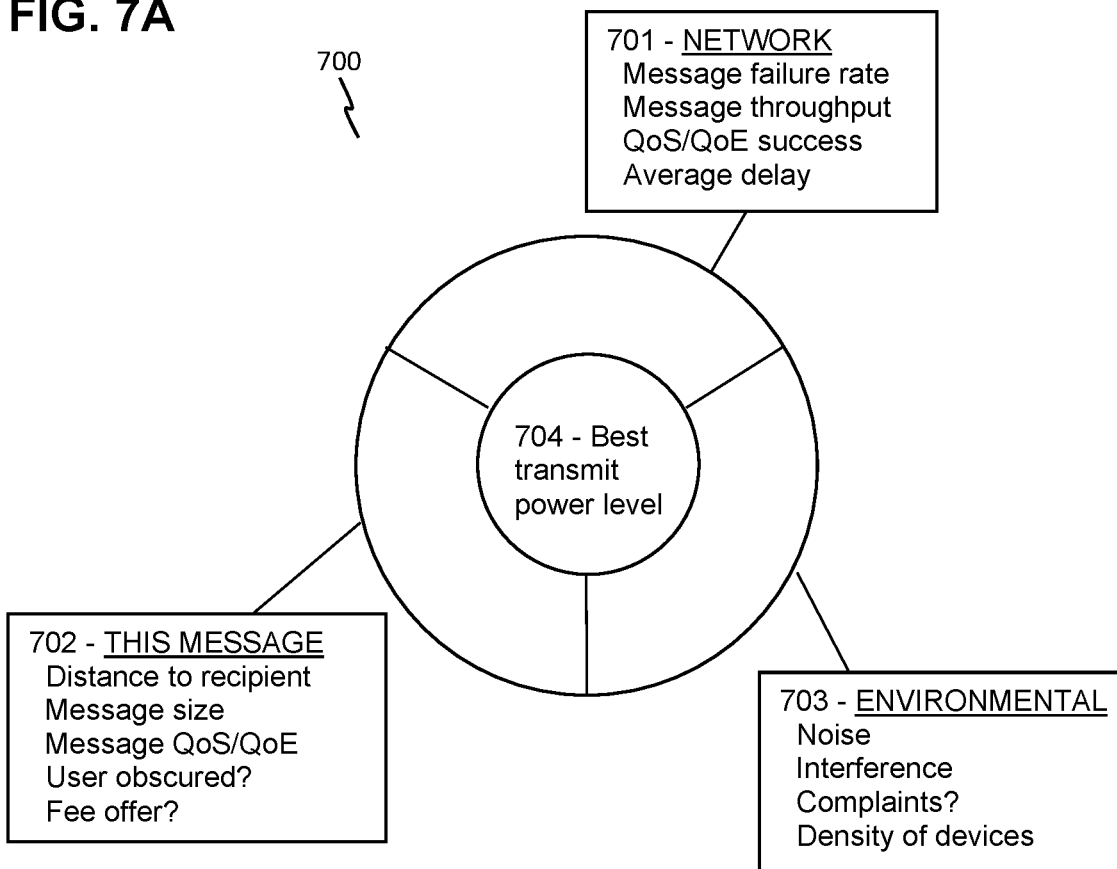 FIG. 7A
700
701 - NETWORK
Message failure rate
Message throughput
QoS/QoE success
Average delay
704 - Best
transmit
power level
702 - THIS MESSAGE
Distance to recipient
Message size
Message QoS/QoE
User obscured?
Fee offer?
703 - ENVIRONMENTAL
Noise
Interference
Complaints?
Density of devices